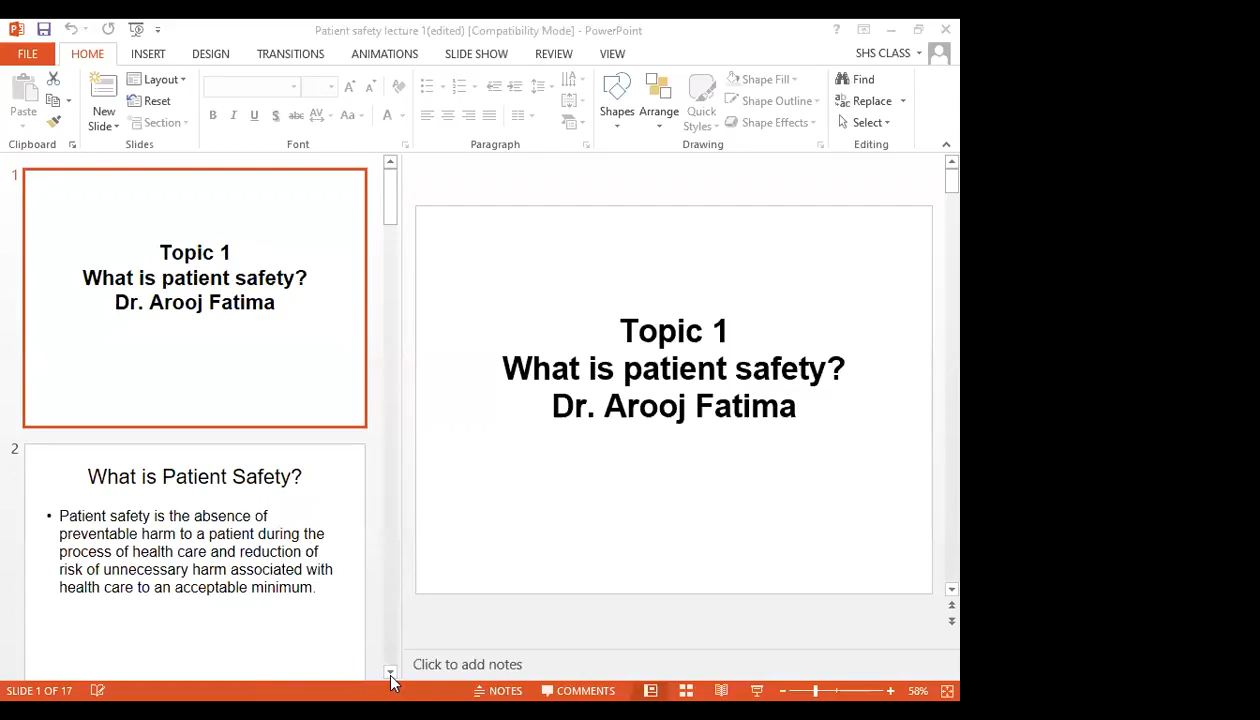 Patient safety lecture 1(edited) [Compatibility Mode] - PowerPoint
?
FILE
HOME
INSERT
DESIGN
TRANSITIONS
ANIMATIONS
SLIDE SHOW
REVIEW
VIEW
SHS CLASS
Paste
Clipboard
New
Slide
Layout
Reset
Section
Slides
B I U S abc AV Aa A
Font
Paragraph
Shapes
Arrange
Quick
Styles
Shape Fill
Shape Outline
Shape Effects
Drawing
Find
Replace
Select
Editing
1
Topic 1
What is patient safety?
Dr. Arooj Fatima
2
What is Patient Safety?
• Patient safety is the absence of
preventable harm to a patient during the
process of health care and reduction of
risk of unnecessary harm associated with
health care to an acceptable minimum.
Topic 1
What is patient safety?
Dr. Arooj Fatima
Click to add notes
SLIDE 1 OF 17
NOTES
COMMENTS
58%